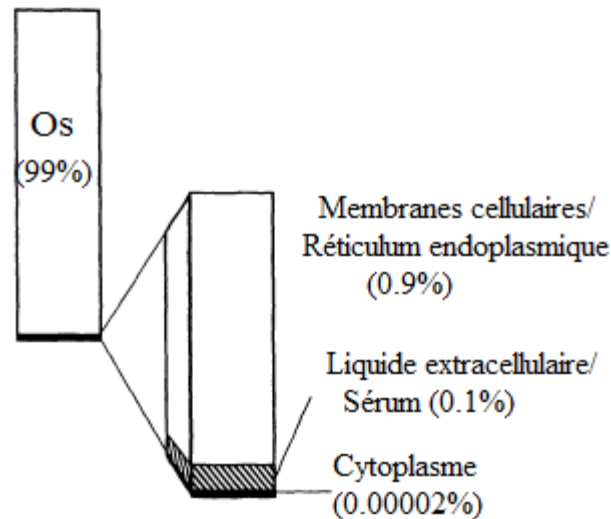 Os
(99%)
Membranes cellulaires/
Réticulum endoplasmique
(0.9%)
Liquide extracellulaire/
Sérum (0.1%)
Cytoplasme
(0.00002%)